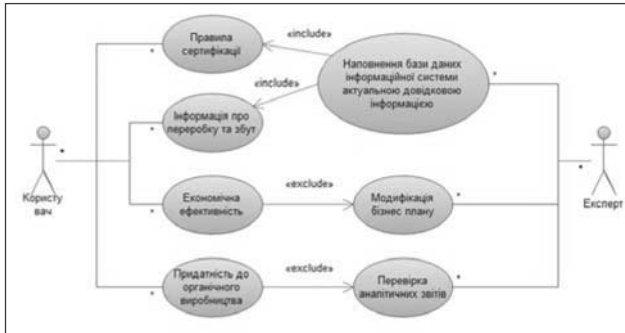 Правила
сертифікації
«include»
Наповнення бази даних
інформаційної системи
актуальною довідковою
інформацією
«include»
Інформація про
переробку та збут
Користу
вач
Економічна
ефективність
«exclude»
Модифікація
бізнес плану
Експерт
Придатність до
органічного
виробництва
«exclude»
Перевірка
аналітичних звітів